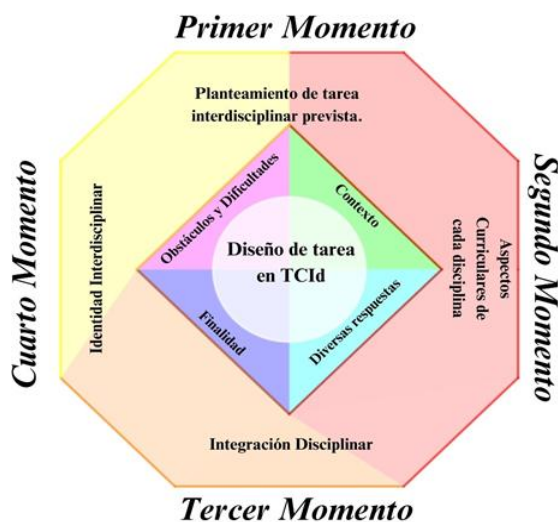 Primer Momento
Planteamiento de tarea
interdisciplinar prevista.
Segundo Momento
Aspectos
Curriculares de
cada disciplina
Cuarto Momento
Identidad Interdisciplinar
Obstáculos y Dificultades
Contexto
Diseño de tarea
en TCId
Finalidad
Diversas respuestas
Integración Disciplinar
Tercer Momento